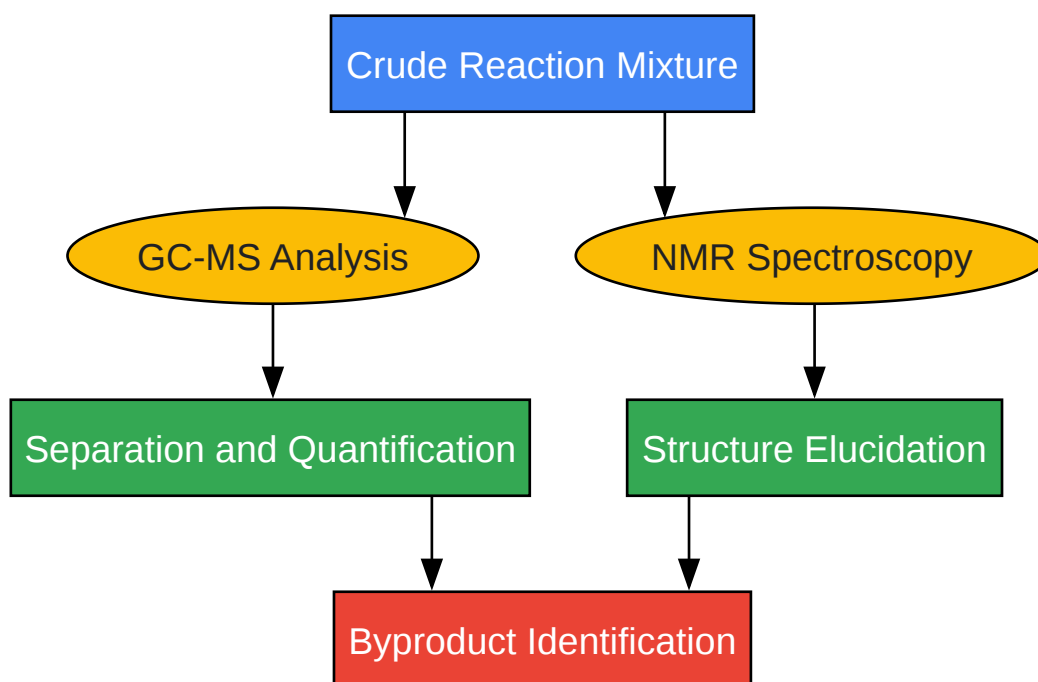 Crude Reaction Mixture
GC-MS Analysis
NMR Spectroscopy
Separation and Quantification
Structure Elucidation
Byproduct Identification